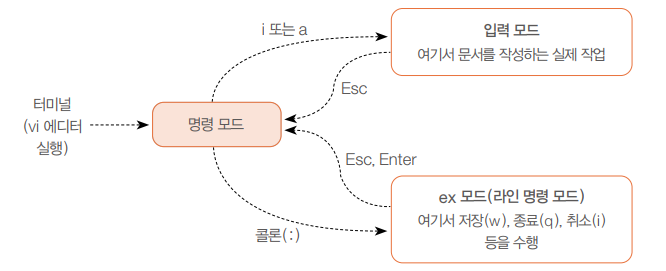 i 또는 a
입력 모드
여기서 문서를 작성하는 실제 작업
Esc
터미널
(vi 에디터
실행)
명령 모드
Esc, Enter
콜론(:)
ex 모드(라인 명령 모드)
여기서 저장(w), 종료(q), 취소(i)
등을 수행